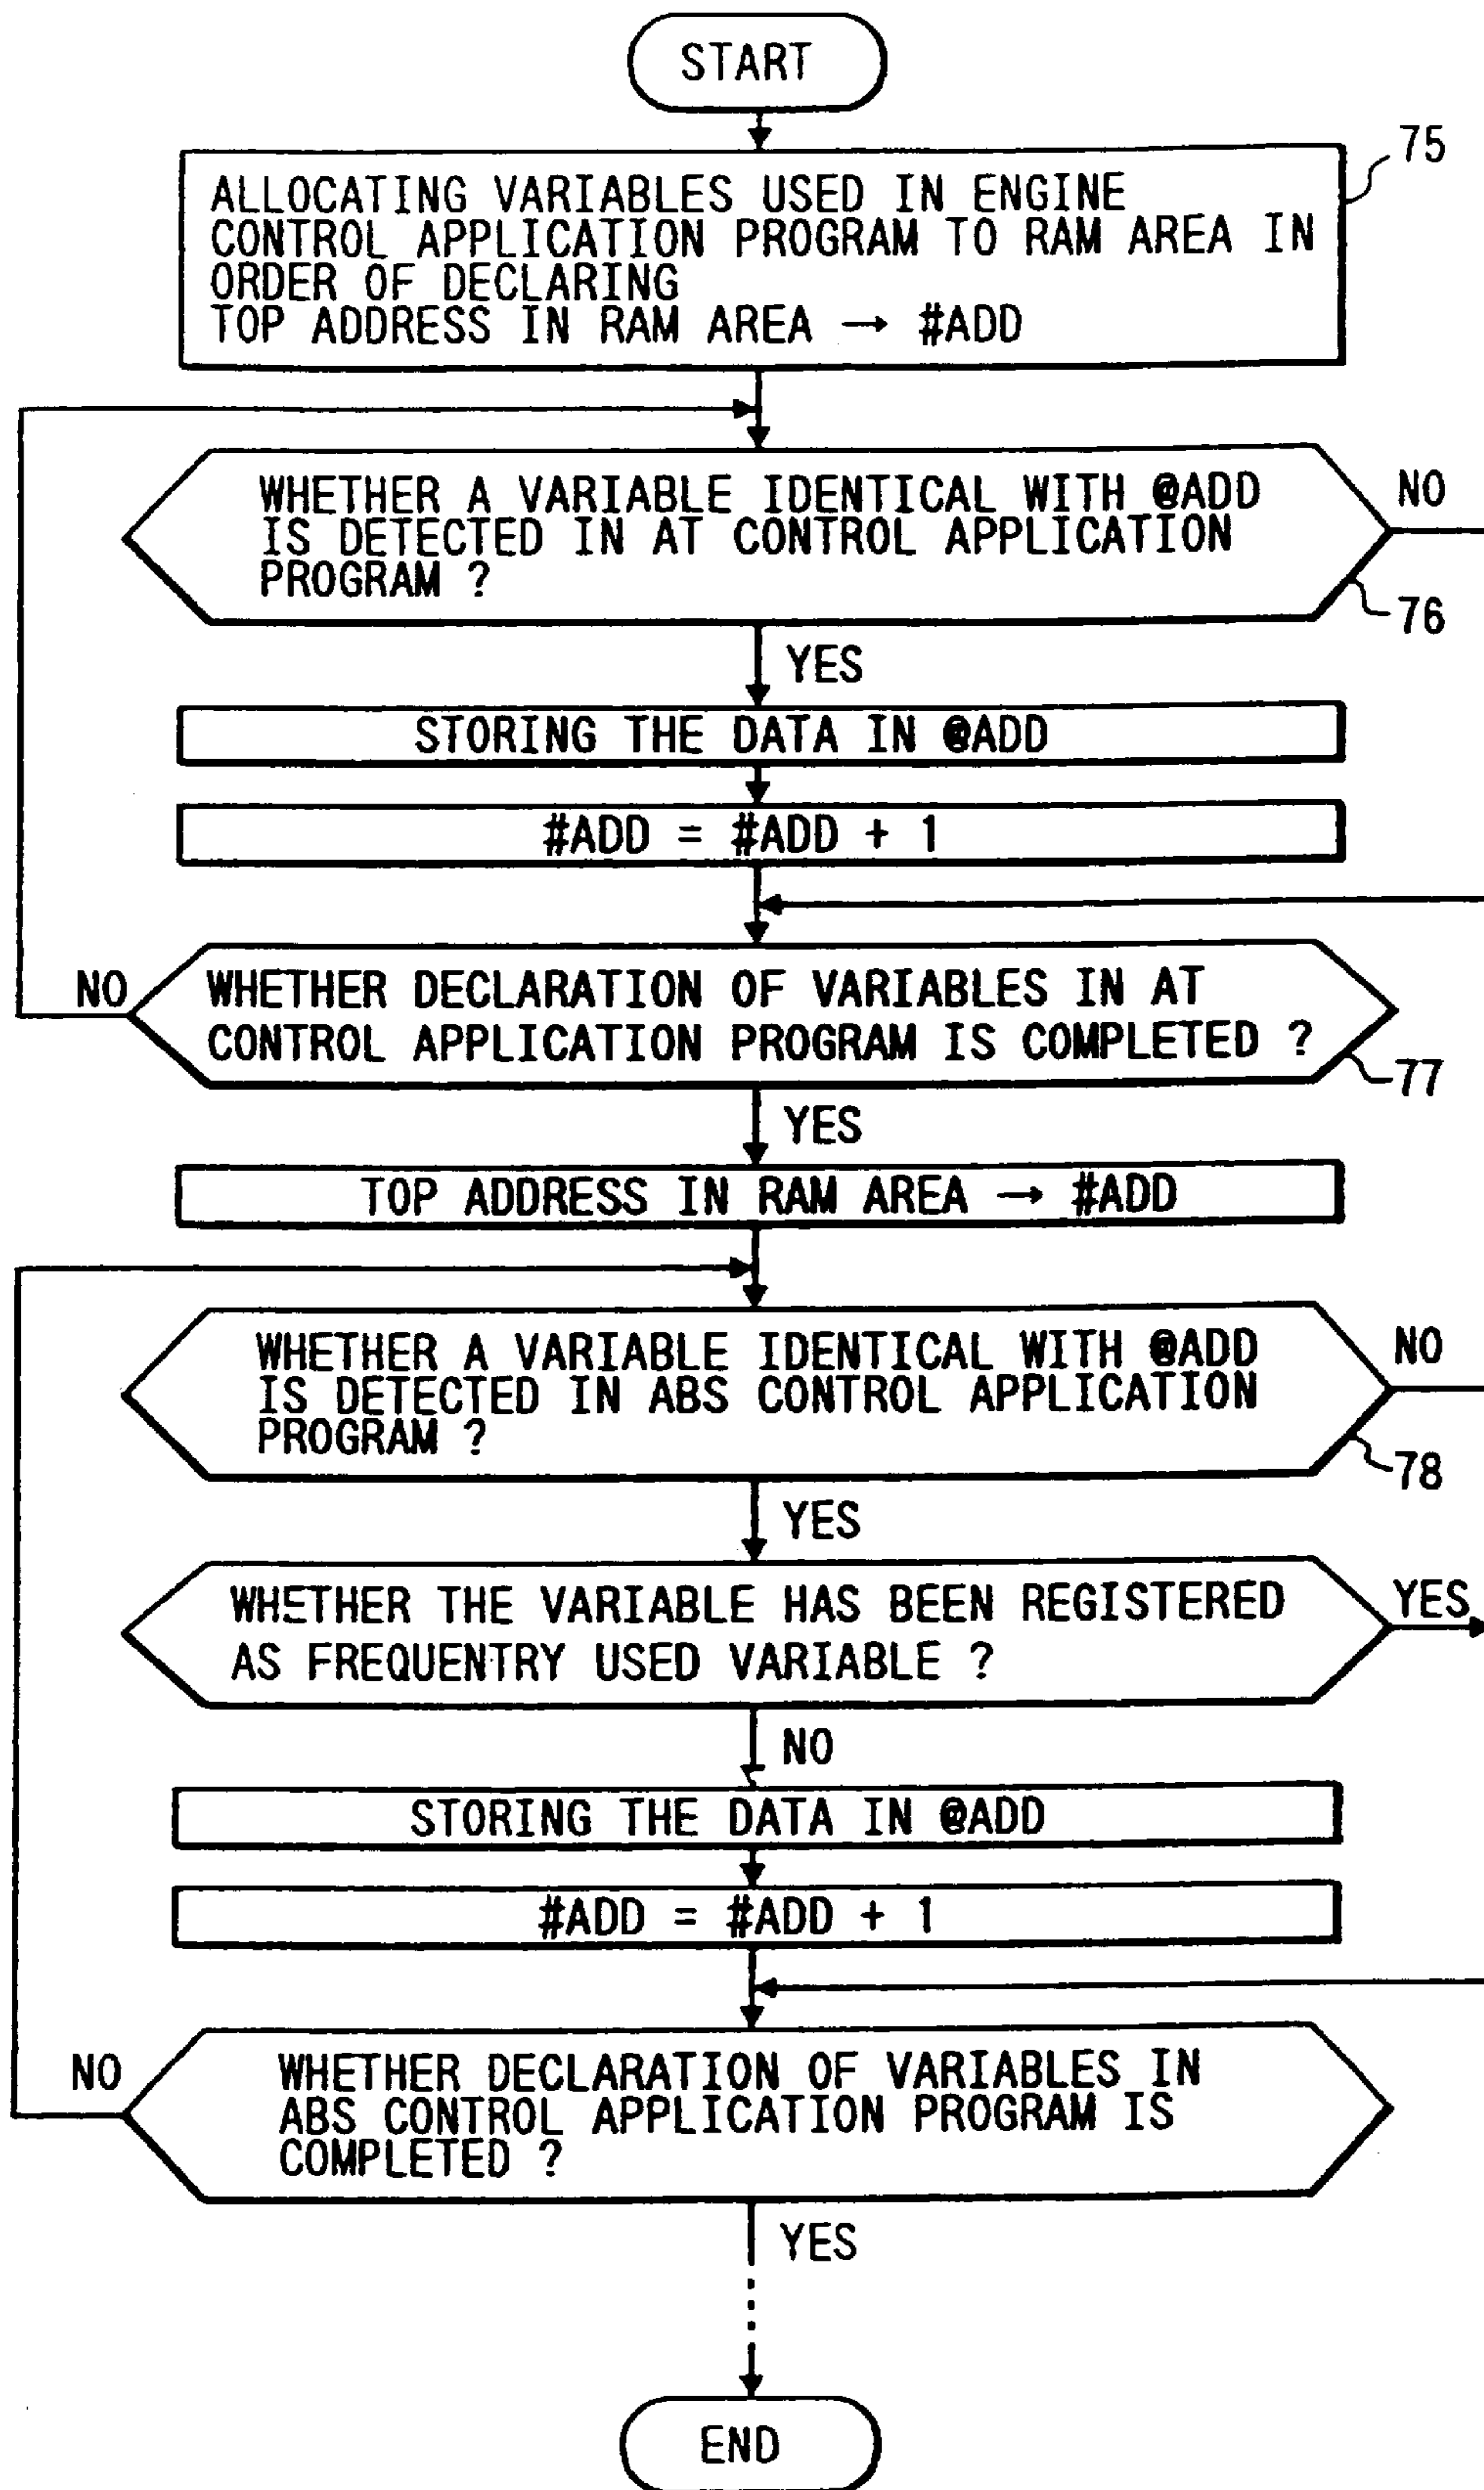 START
75
ALLOCATING VARIABLES USED IN ENGINE
CONTROL APPLICATION PROGRAM TO RAM AREA IN
ORDER OF DECLARING
TOP ADDRESS IN RAM AREA → #ADD
WHETHER A VARIABLE IDENTICAL WITH @ADD
IS DETECTED IN AT CONTROL APPLICATION
PROGRAM ?
NO
76
YES
STORING THE DATA IN @ADD
#ADD = #ADD + 1
NO
WHETHER DECLARATION OF VARIABLES IN AT
CONTROL APPLICATION PROGRAM IS COMPLETED ?
77
YES
TOP ADDRESS IN RAM AREA → #ADD
WHETHER A VARIABLE IDENTICAL WITH @ADD
IS DETECTED IN ABS CONTROL APPLICATION
PROGRAM ?
NO
78
YES
WHETHER THE VARIABLE HAS BEEN REGISTERED
AS FREQUENTRY USED VARIABLE ?
YES
NO
STORING THE DATA IN @ADD
#ADD = #ADD + 1
NO
WHETHER DECLARATION OF VARIABLES IN
ABS CONTROL APPLICATION PROGRAM IS
COMPLETED ?
YES
END